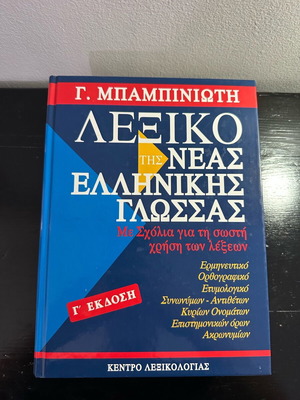 Γ. ΜΠΑΜΠΙΝΙΩΤΗ
ΛΕΞΙΚΟ
ΤΗΣ ΝΕΑΣ
ΕΛΛΗΝΙΚΗΣ
ΓΛΩΣΣΑΣ
Με Σχόλια για τη σωστή
χρήση των λέξεων
Ερμηνευτικό
Ορθογραφικό
Ετυμολογικό
Συνωνύμων - Αντιθέτων
Κυρίων Ονομάτων
Επιστημονικών όρων
Ακρωνυμίων
Γ΄ ΕΚΔΟΣΗ
ΚΕΝΤΡΟ ΛΕΞΙΚΟΛΟΓΙΑΣ